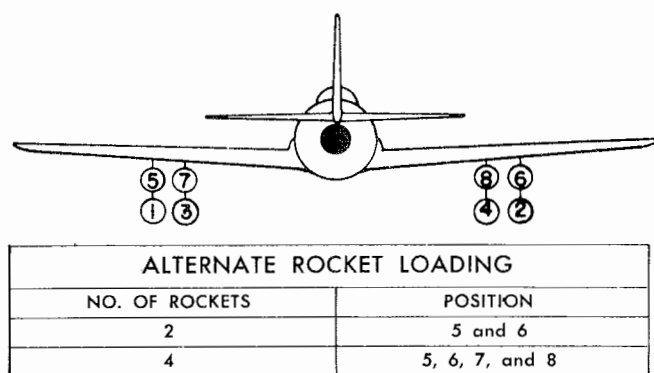 5 7 8 6
1 3 4 2
ALTERNATE ROCKET LOADING
NO. OF ROCKETS POSITION
2 5 and 6
4 5, 6, 7, and 8